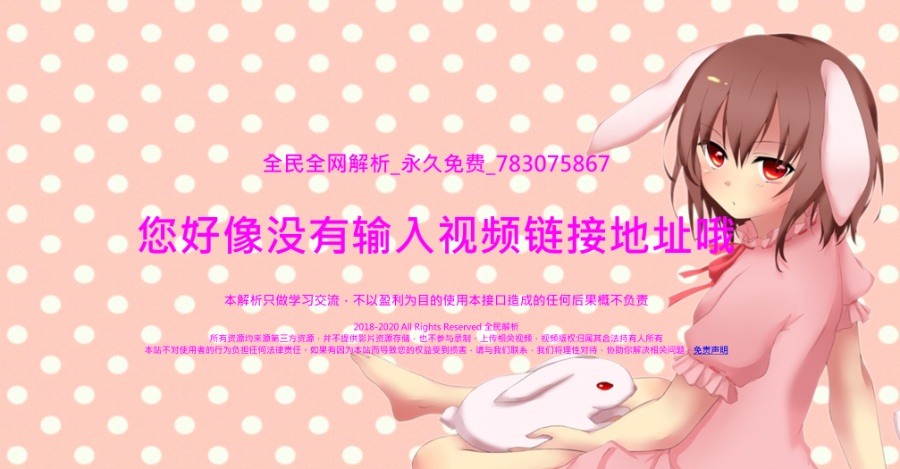 全民全网解析_永久免费_783075867
您好像没有输入视频链接地址哦
本解析只做学习交流，不以盈利为目的使用本接口造成的任何后果概不负责
2018-2020 All Rights Reserved 全民解析
所有资源均来源第三方资源，并不提供影片资源存储，也不参与录制、上传相关视频，视频版权归属其合法持有人所有
本站不对使用者的行为负担任何法律责任，如果有因为本站而导致您的权益受到损害，请与我们联系，我们将理性对待，协助你解决相关问题，免责声明